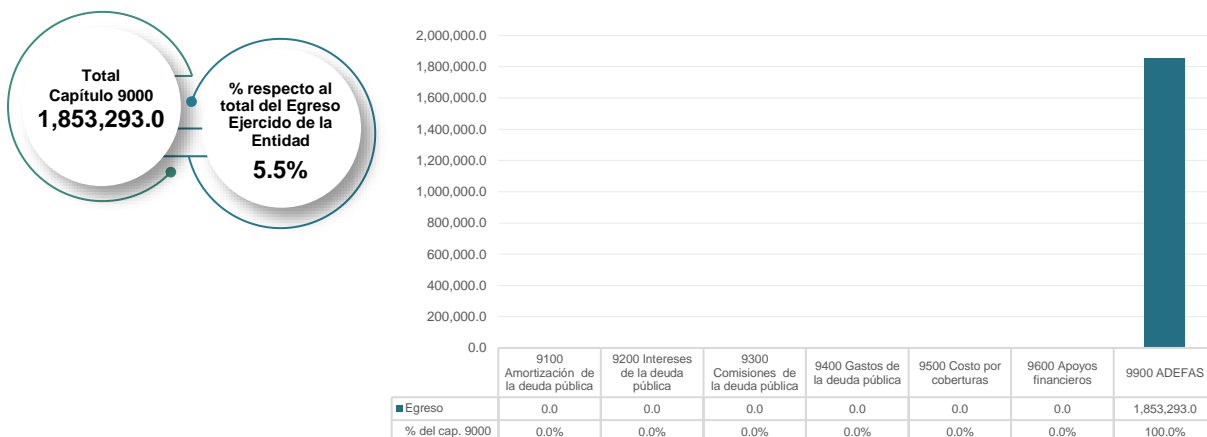 Total
Capítulo 9000
1,853,293.0
% respecto al
total del Egreso
Ejercido de la
Entidad
5.5%
2,000,000.0
1,800,000.0
1,600,000.0
1,400,000.0
1,200,000.0
1,000,000.0
800,000.0
600,000.0
400,000.0
200,000.0
0.0
9100
Amortización de
la deuda pública
9200 Intereses
de la deuda
pública
9300
Comisiones de
la deuda pública
9400 Gastos de
la deuda pública
9500 Costo por
coberturas
9600 Apoyos
financieros
9900 ADEFAS
Egreso 0.0 0.0 0.0 0.0 0.0 0.0 1,853,293.0
% del cap. 9000 0.0% 0.0% 0.0% 0.0% 0.0% 0.0% 100.0%